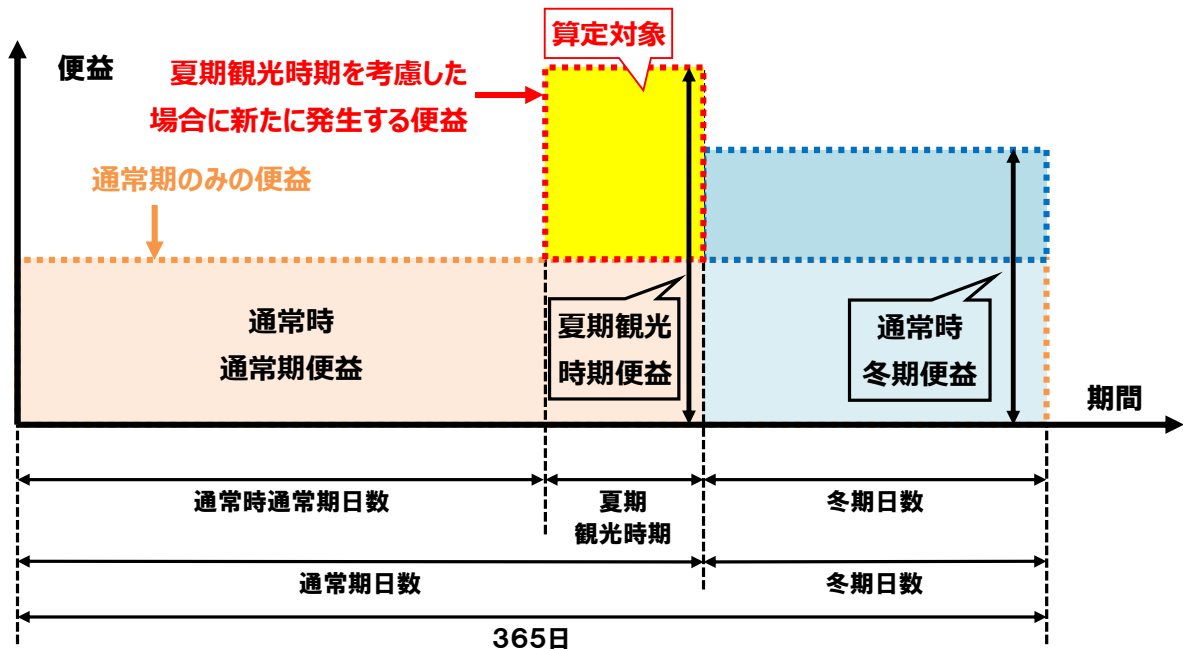 算定対象
便益
夏期観光時期を考慮した
場合に新たに発生する便益
通常期のみの便益
通常時
通常期便益
夏期観光
時期便益
通常時
冬期便益
期間
通常時通常期日数
夏期
観光時期
冬期日数
通常期日数
冬期日数
365日